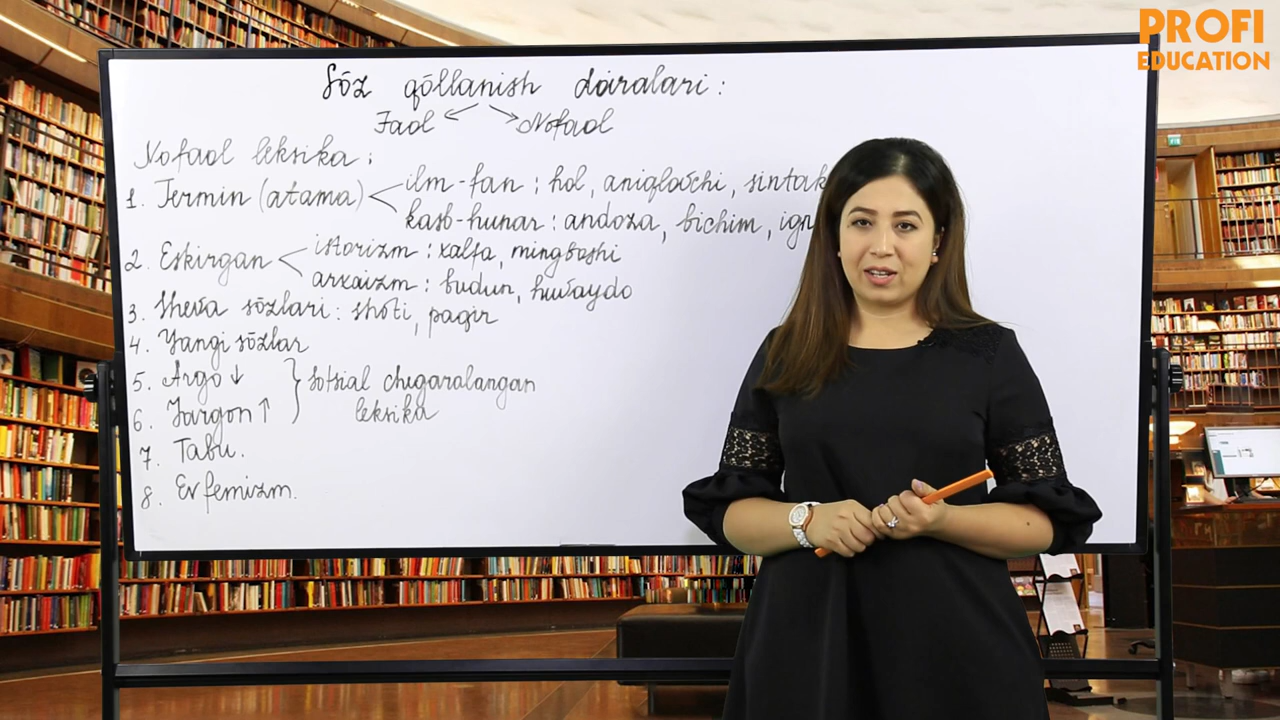 Sóz qóllanish dairalari:
Faol Nofaol
Nofaol leksika:
1. Termin (atama) ilm-fan: hol, aniqlovchi, sintak
kasb-hunar: andoza, bichim, ign
2. Eskirgan istorizm: xalfa, mingboshi
arxaizm: budun, huvaydo
3. Sheva sózlari: shoti, paqir
4. Yangi sózlar
5. Argo ↓ sotsial chegaralangan
6. Jargon ↑ leksika
7. Tabu.
8. Evfemizm.
PROFI
EDUCATION